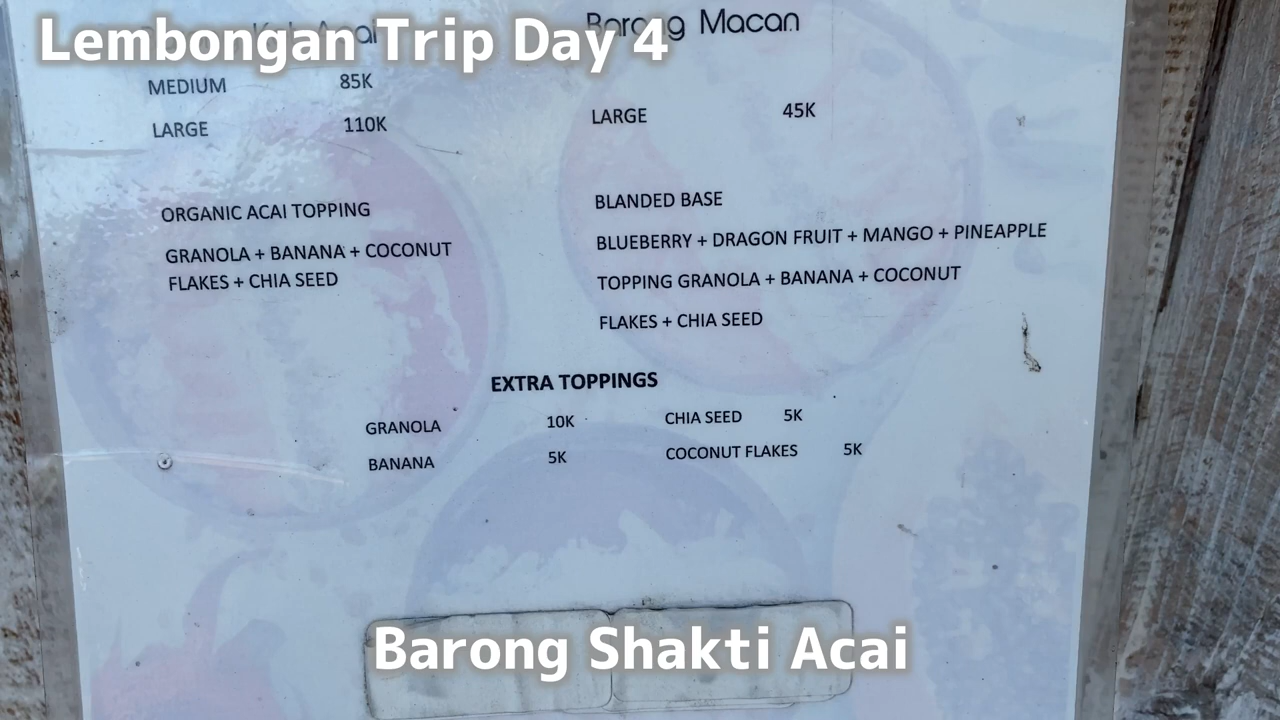 Lembongan Trip Day 4
Barong Macan
MEDIUM 85K
LARGE 110K
LARGE 45K
ORGANIC ACAI TOPPING
GRANOLA + BANANA + COCONUT
FLAKES + CHIA SEED
BLANDED BASE
BLUEBERRY + DRAGON FRUIT + MANGO + PINEAPPLE
TOPPING GRANOLA + BANANA + COCONUT
FLAKES + CHIA SEED
EXTRA TOPPINGS
GRANOLA 10K CHIA SEED 5K
BANANA 5K COCONUT FLAKES 5K
Barong Shakti Acai